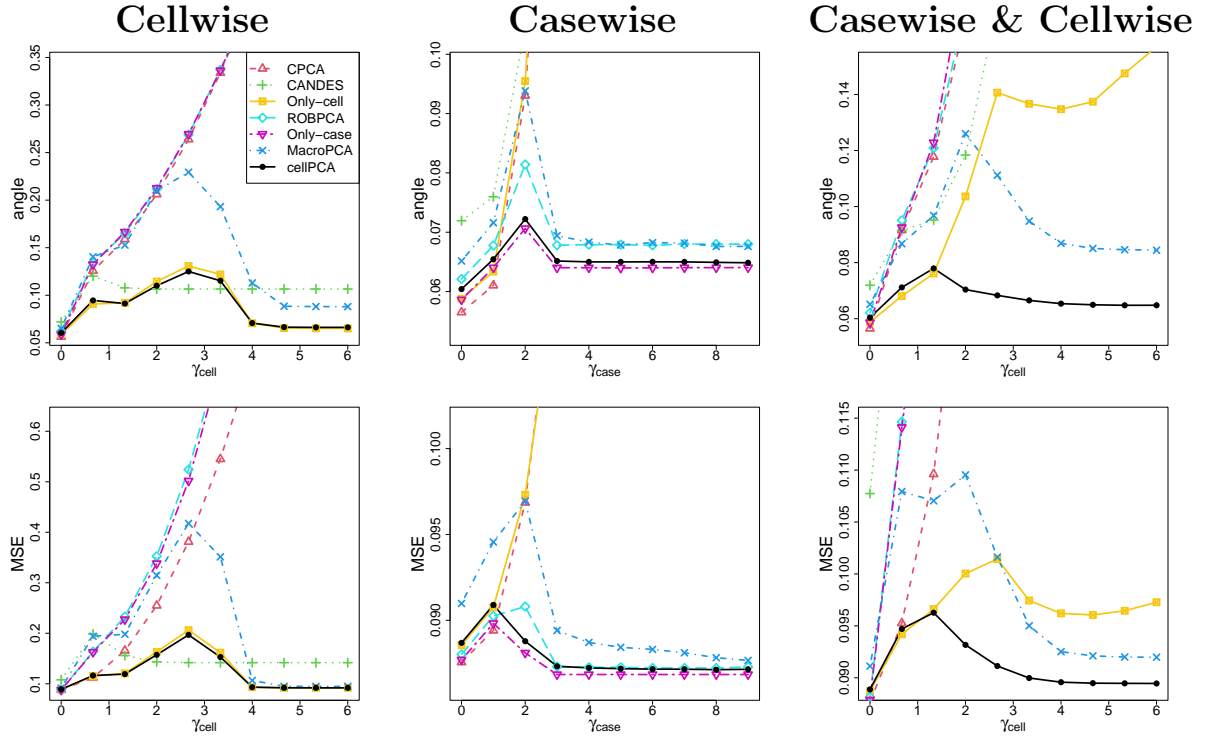 Cellwise
Casewise
Casewise & Cellwise
angle
0.05 0.10 0.15 0.20 0.25 0.30 0.35
CPCA
CANDES
Only−cell
ROBPCA
Only−case
MacroPCA
cellPCA
0 1 2 3 4 5 6
γcell
angle
0.06 0.07 0.08 0.09 0.10
0 2 4 6 8
γcase
angle
0.06 0.08 0.10 0.12 0.14
0 1 2 3 4 5 6
γcell
MSE
0.1 0.2 0.3 0.4 0.5 0.6
0 1 2 3 4 5 6
γcell
MSE
0.090 0.095 0.100
0 2 4 6 8
γcase
MSE
0.090 0.095 0.100 0.105 0.110 0.115
0 1 2 3 4 5 6
γcell